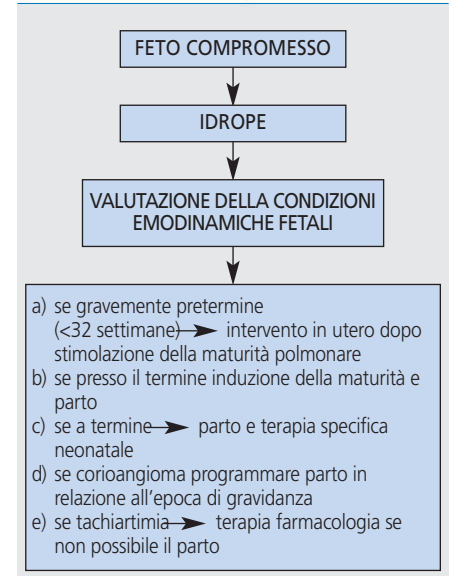 FETO COMPROMESSO
IDROPE
VALUTAZIONE DELLA CONDIZIONI
EMODINAMICHE FETALI
a) se gravemente pretermine
(<32 settimane) intervento in utero dopo
stimolazione della maturità polmonare
b) se presso il termine induzione della maturità e
parto
c) se a termine parto e terapia specifica
neonatale
d) se corioangioma programmare parto in
relazione all'epoca di gravidanza
e) se tachiartimia terapia farmacologia se
non possibile il parto